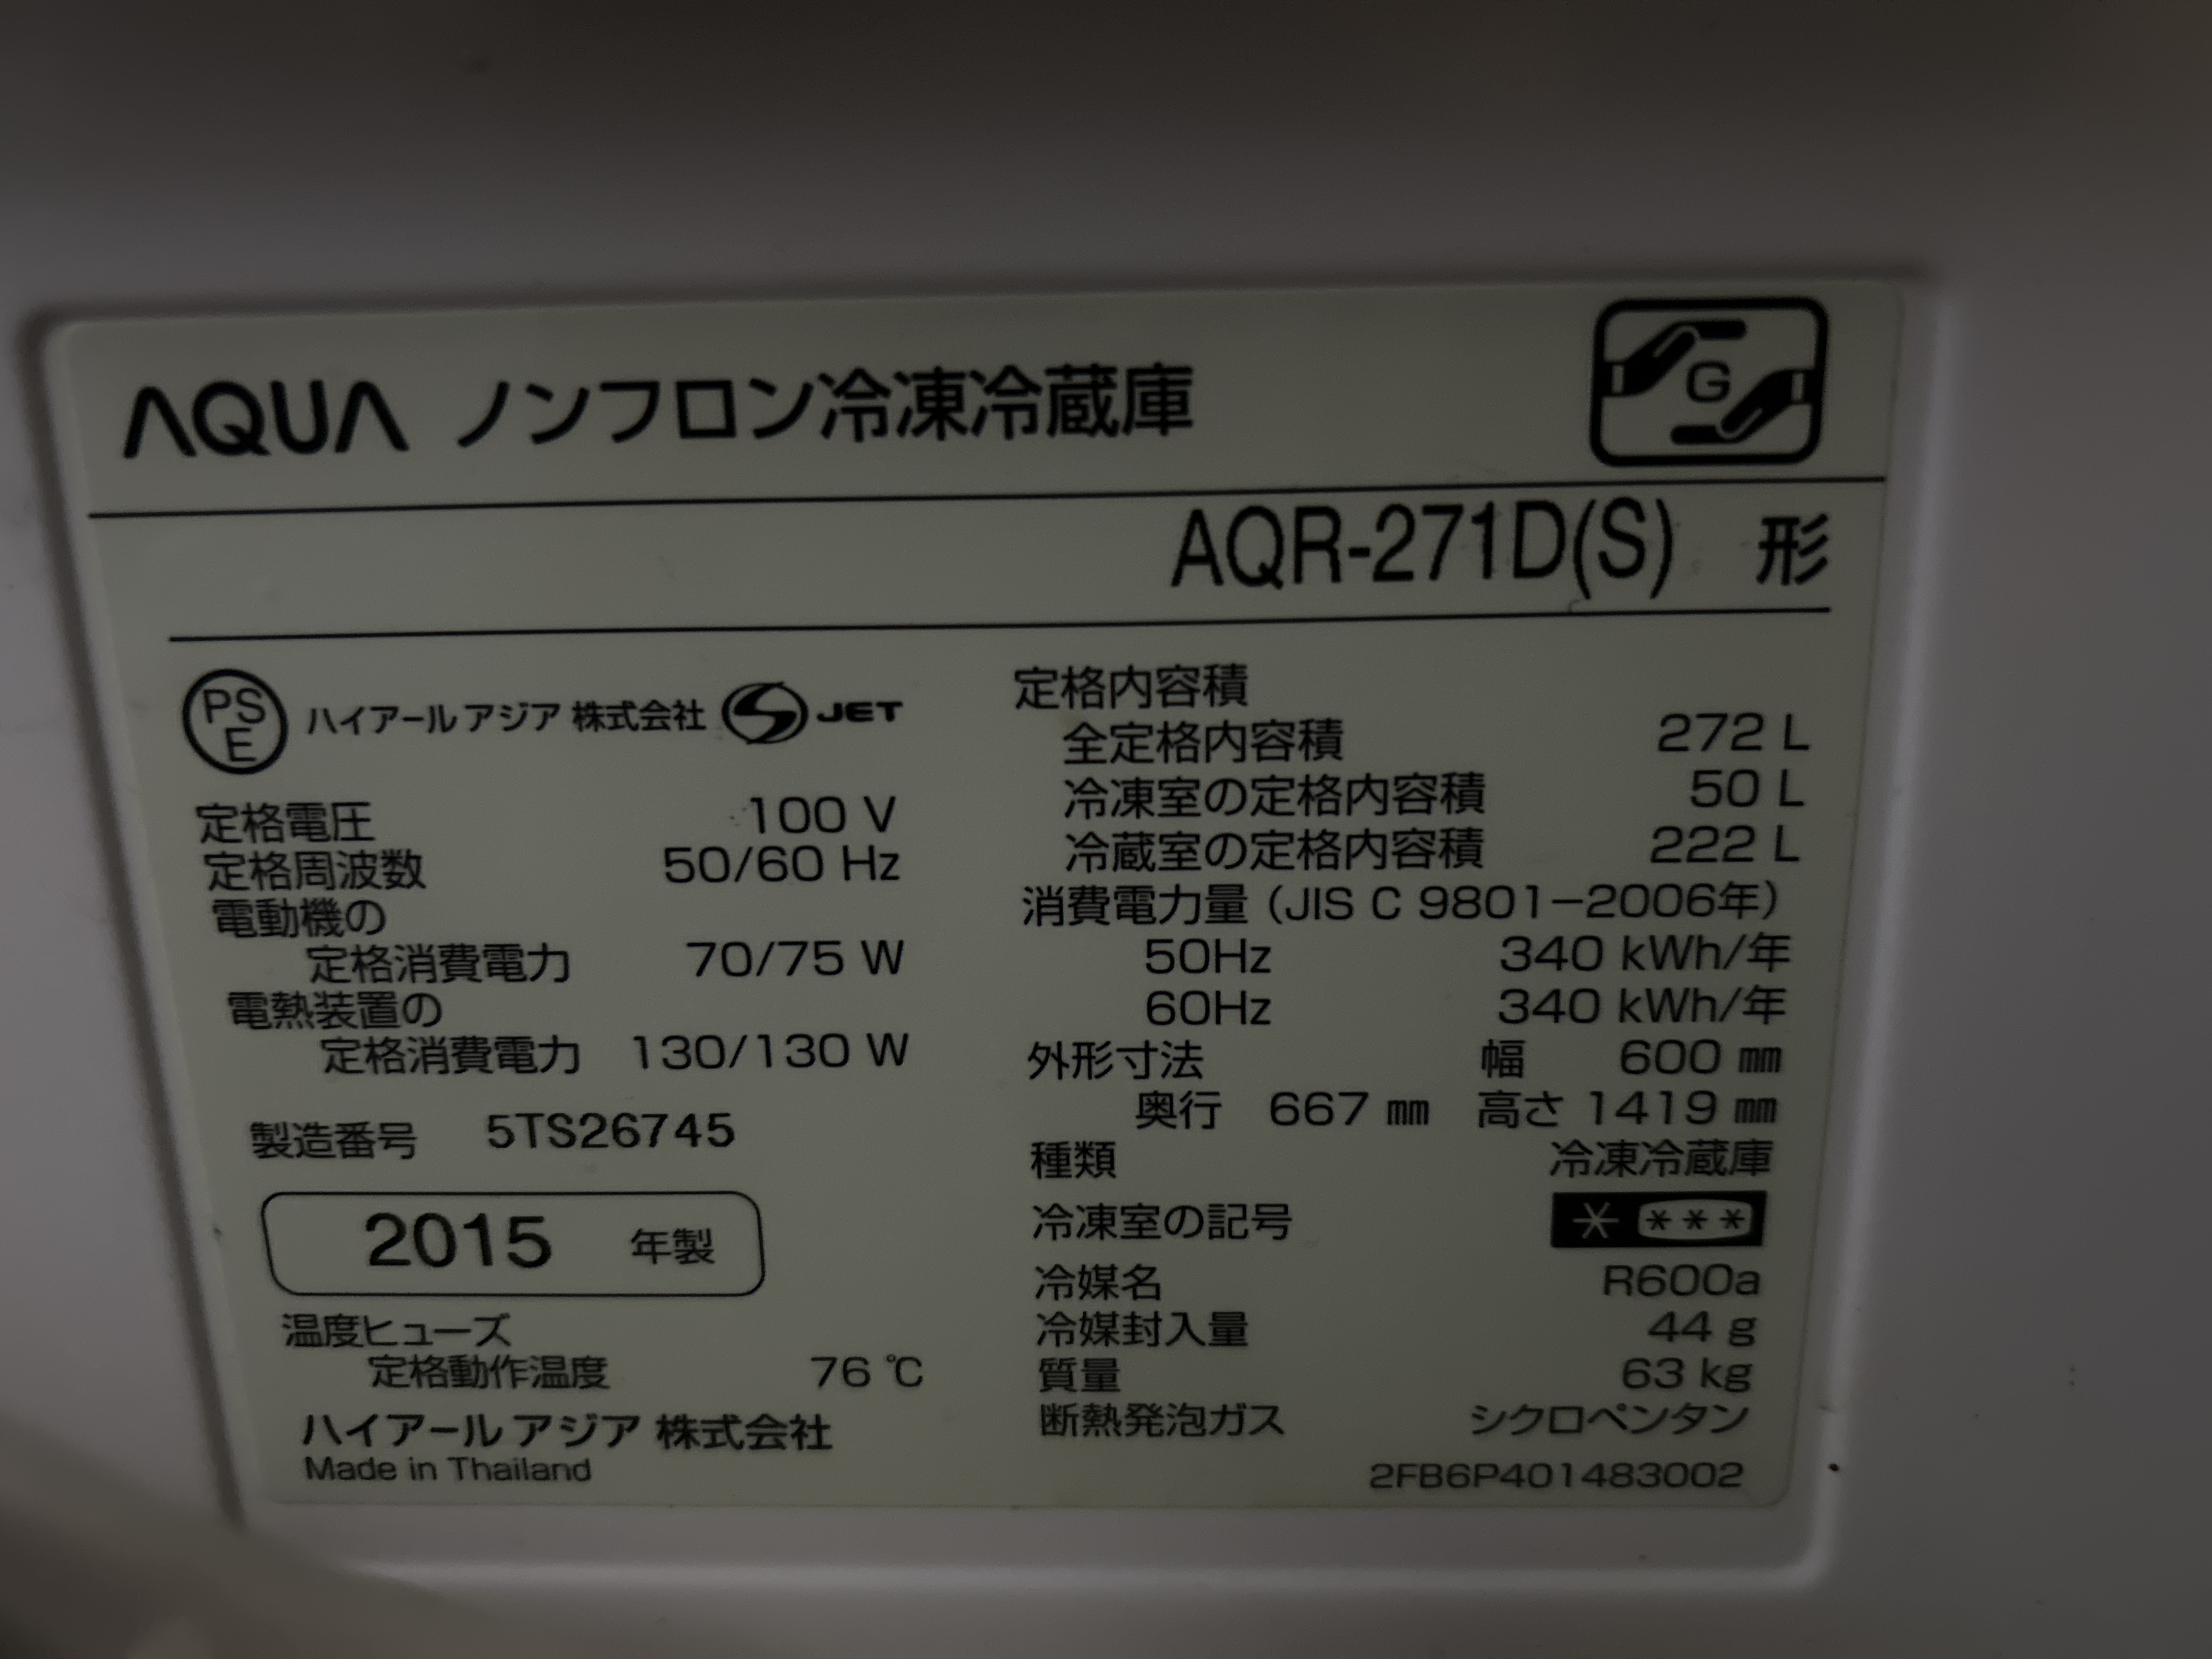 AQUA ノンフロン冷凍冷蔵庫
G
AQR-271D(S) 形
PS
E
ハイアール アジア 株式会社 JET
定格電圧 100 V
定格周波数 50/60 Hz
電動機の
定格消費電力 70/75 W
電熱装置の
定格消費電力 130/130 W
製造番号 5TS26745
2015 年製
温度ヒューズ
定格動作温度 76 ℃
ハイアール アジア 株式会社
Made in Thailand
定格内容積
全定格内容積 272 L
冷凍室の定格内容積 50 L
冷蔵室の定格内容積 222 L
消費電力量 (JIS C 9801-2006年)
50Hz 340 kWh/年
60Hz 340 kWh/年
外形寸法 幅 600 ㎜
奥行 667 ㎜ 高さ 1419 ㎜
種類 冷凍冷蔵庫
冷凍室の記号 * ***
冷媒名 R600a
冷媒封入量 44 g
質量 63 kg
断熱発泡ガス シクロペンタン
2FB6P401483002